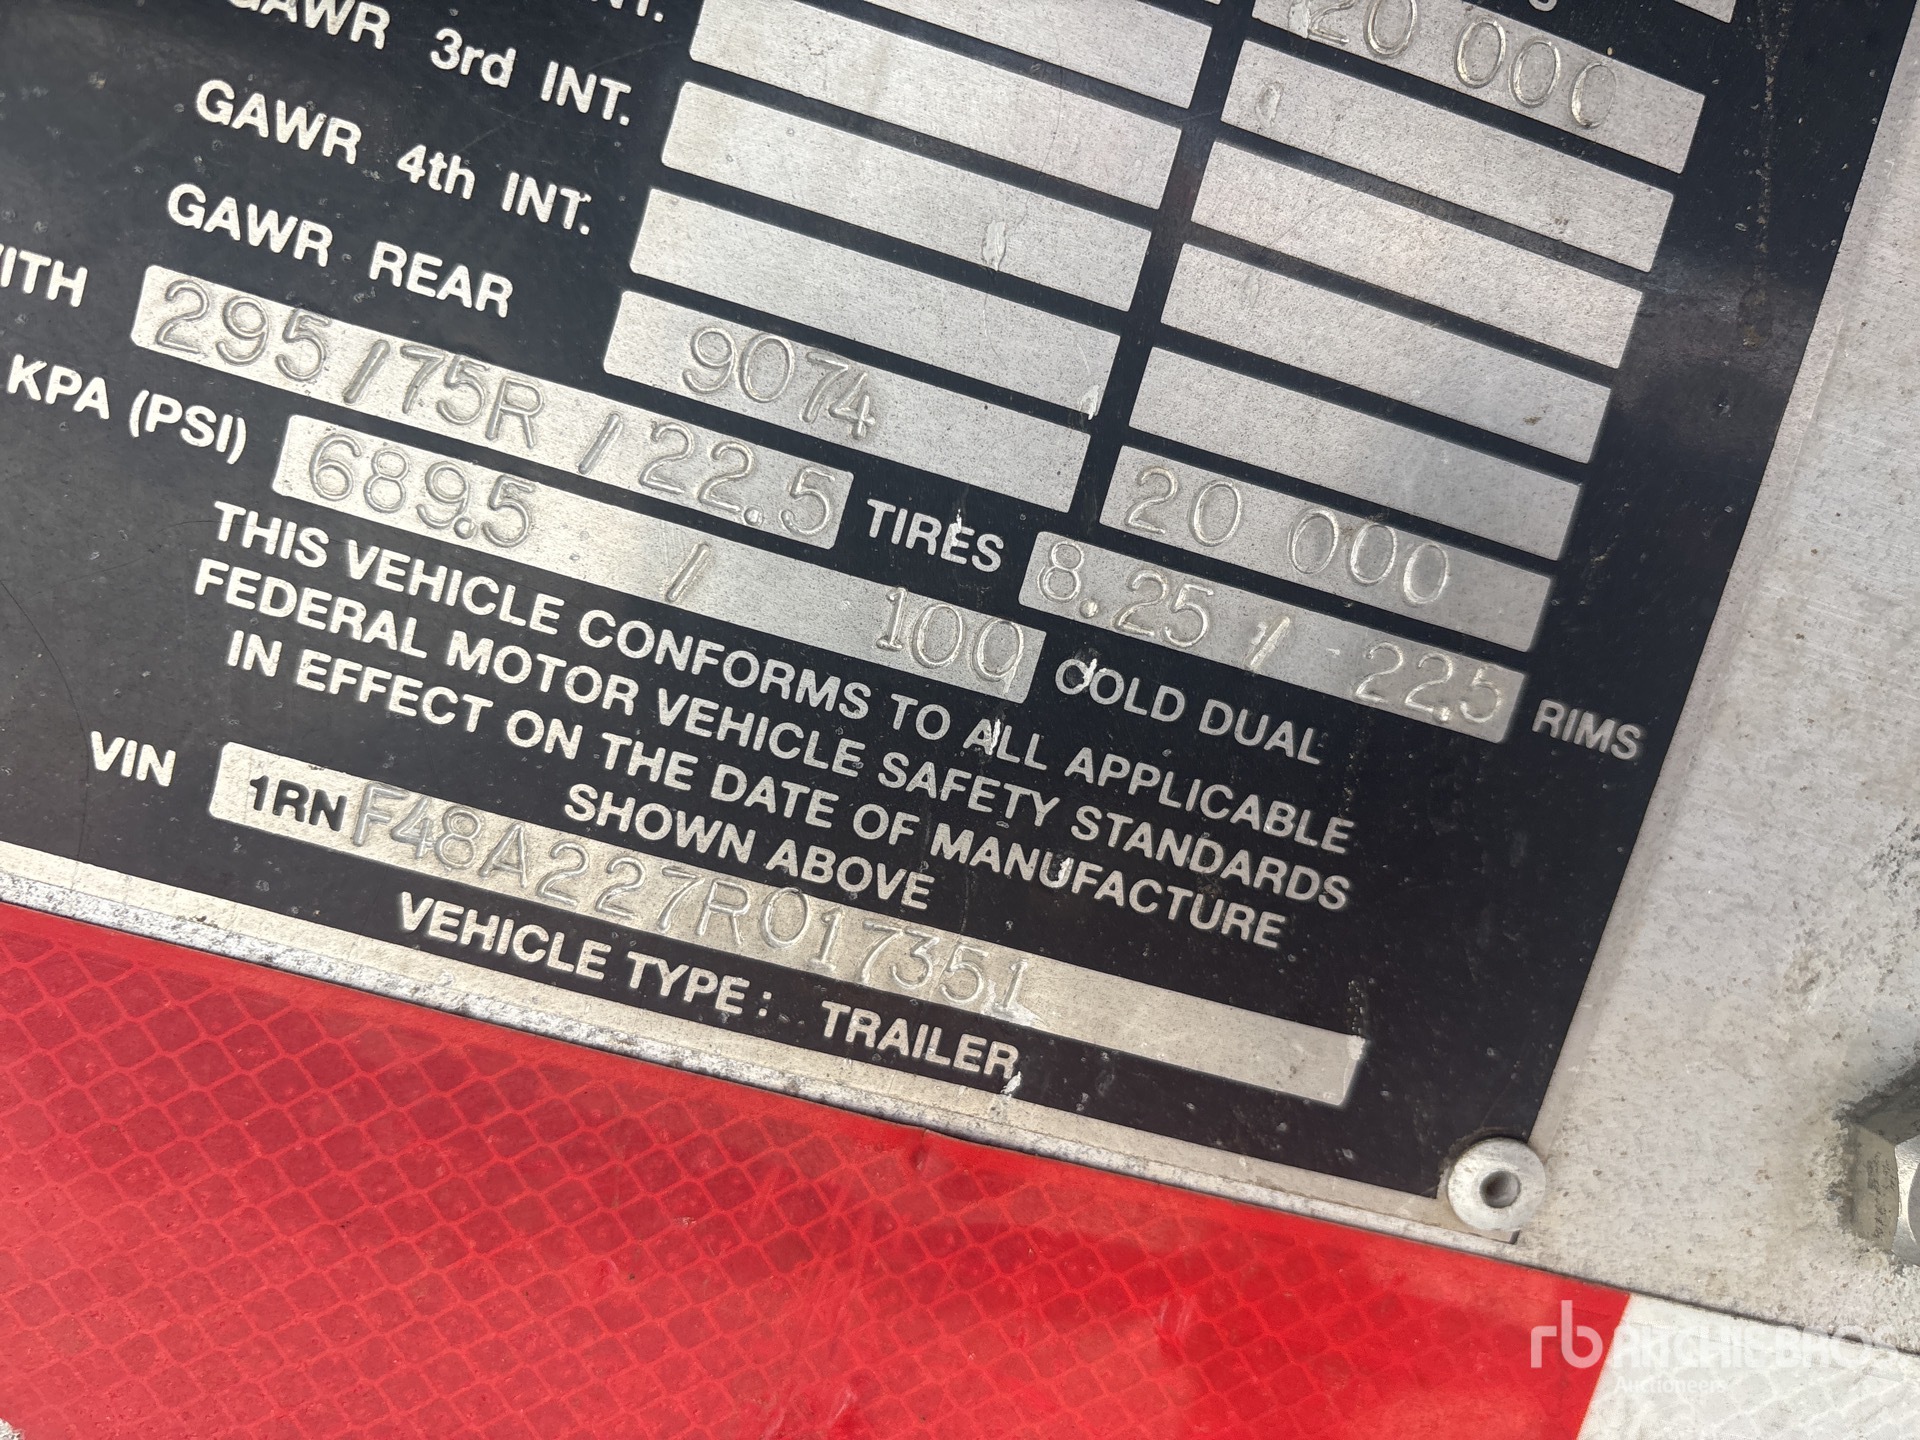 20 000
GAWR 3rd INT.
GAWR 4th INT.
GAWR REAR 9074 20 000
295/75R/22.5 TIRES 8.25 / 22.5 RIMS
KPA (PSI) 689.5 / 100 COLD DUAL
THIS VEHICLE CONFORMS TO ALL APPLICABLE
FEDERAL MOTOR VEHICLE SAFETY STANDARDS
IN EFFECT ON THE DATE OF MANUFACTURE
SHOWN ABOVE
VIN 1RNF48A227R017351
VEHICLE TYPE: TRAILER
rb RITCHIE BROS
Auctioneers